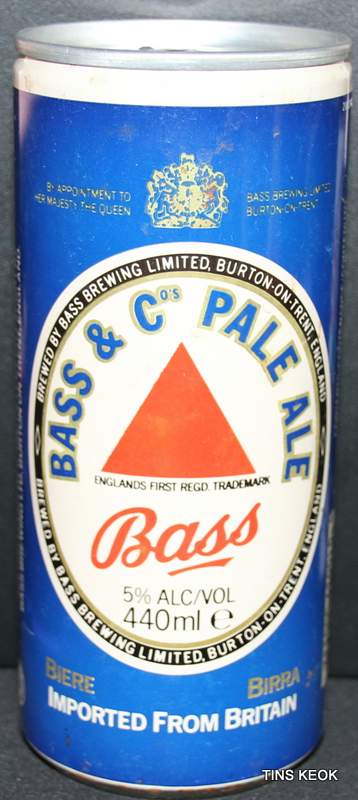 BY APPOINTMENT TO
HER MAJESTY THE QUEEN
BASS BREWING LIMITED
BURTON-ON-TRENT
BREWED BY BASS BREWING LIMITED, BURTON-ON-TRENT, ENGLAND
BASS & Co's PALE ALE
ENGLANDS FIRST REGD. TRADEMARK
Bass
5% ALC/VOL
440ml e
BREWED BY BASS BREWING LIMITED, BURTON-ON-TRENT, ENGLAND
BIERE
BIRRA
IMPORTED FROM BRITAIN
TINS KEOK